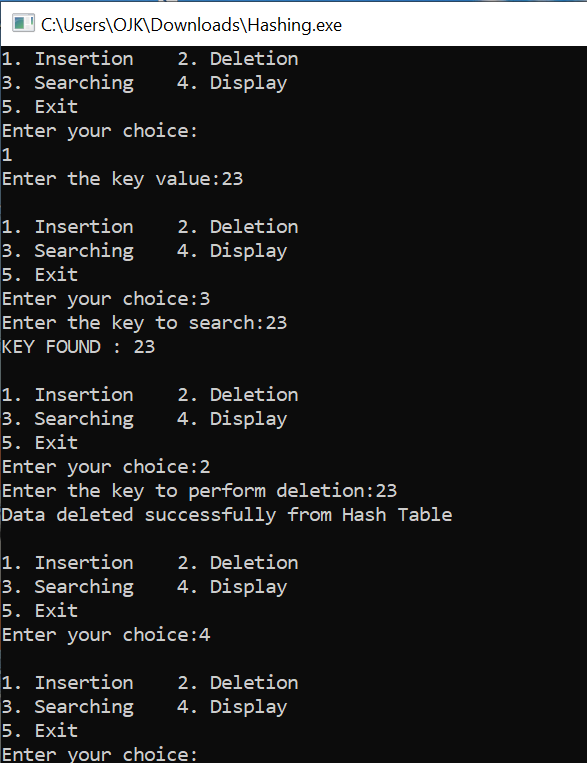 C:\Users\OJK\Downloads\Hashing.exe
1. Insertion    2. Deletion
3. Searching    4. Display
5. Exit
Enter your choice:
1
Enter the key value:23

1. Insertion    2. Deletion
3. Searching    4. Display
5. Exit
Enter your choice:3
Enter the key to search:23
KEY FOUND : 23

1. Insertion    2. Deletion
3. Searching    4. Display
5. Exit
Enter your choice:2
Enter the key to perform deletion:23
Data deleted successfully from Hash Table

1. Insertion    2. Deletion
3. Searching    4. Display
5. Exit
Enter your choice:4

1. Insertion    2. Deletion
3. Searching    4. Display
5. Exit
Enter your choice: